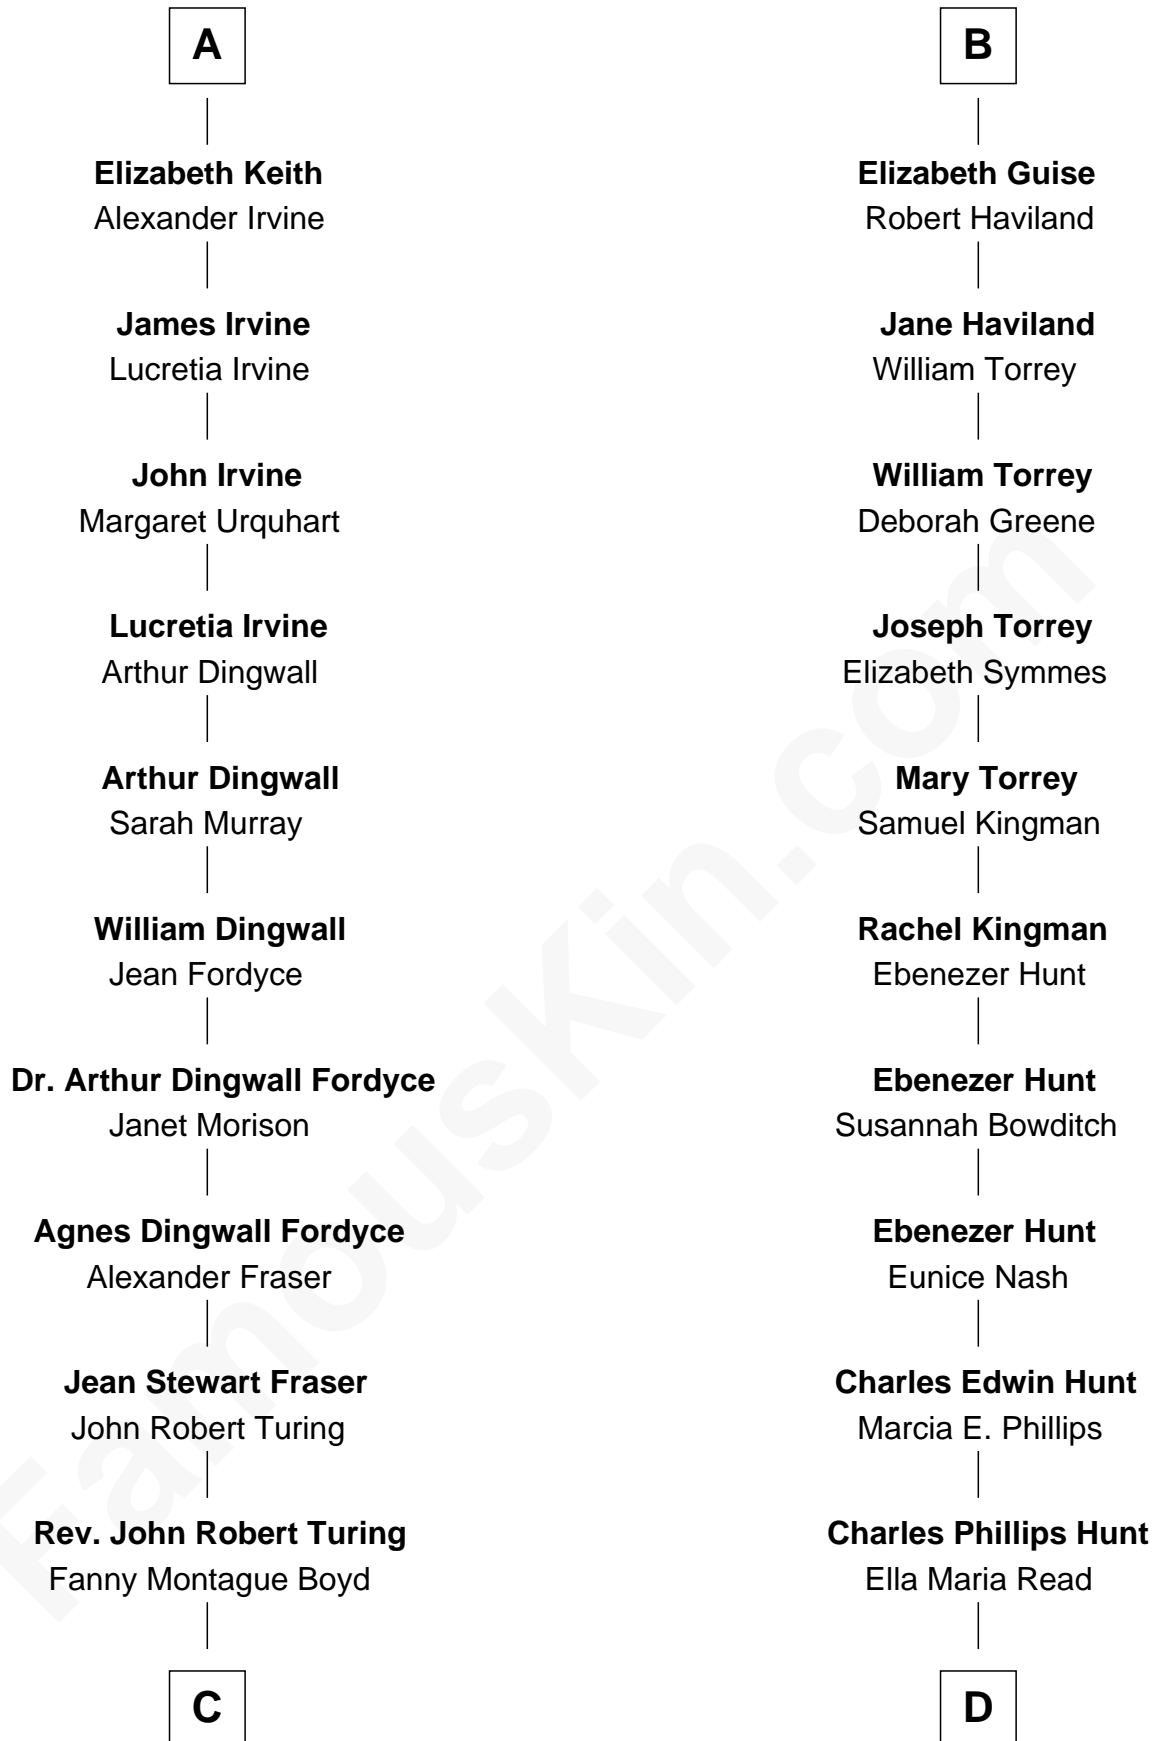 A
Elizabeth Keith
Alexander Irvine
James Irvine
Lucretia Irvine
John Irvine
Margaret Urquhart
Lucretia Irvine
Arthur Dingwall
Arthur Dingwall
Sarah Murray
William Dingwall
Jean Fordyce
Dr. Arthur Dingwall Fordyce
Janet Morison
Agnes Dingwall Fordyce
Alexander Fraser
Jean Stewart Fraser
John Robert Turing
Rev. John Robert Turing
Fanny Montague Boyd
C
B
Elizabeth Guise
Robert Haviland
Jane Haviland
William Torrey
William Torrey
Deborah Greene
Joseph Torrey
Elizabeth Symmes
Mary Torrey
Samuel Kingman
Rachel Kingman
Ebenezer Hunt
Ebenezer Hunt
Susannah Bowditch
Ebenezer Hunt
Eunice Nash
Charles Edwin Hunt
Marcia E. Phillips
Charles Phillips Hunt
Ella Maria Read
D
FamousKin.com